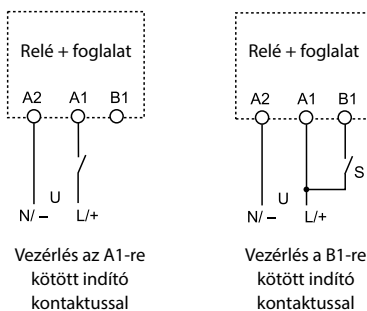 Relé + foglalat
A2 A1 B1
U
N/ – L/+
Vezérlés az A1-re
kötött indító
kontaktussal
Relé + foglalat
A2 A1 B1
S
U
N/ – L/+
Vezérlés a B1-re
kötött indító
kontaktussal